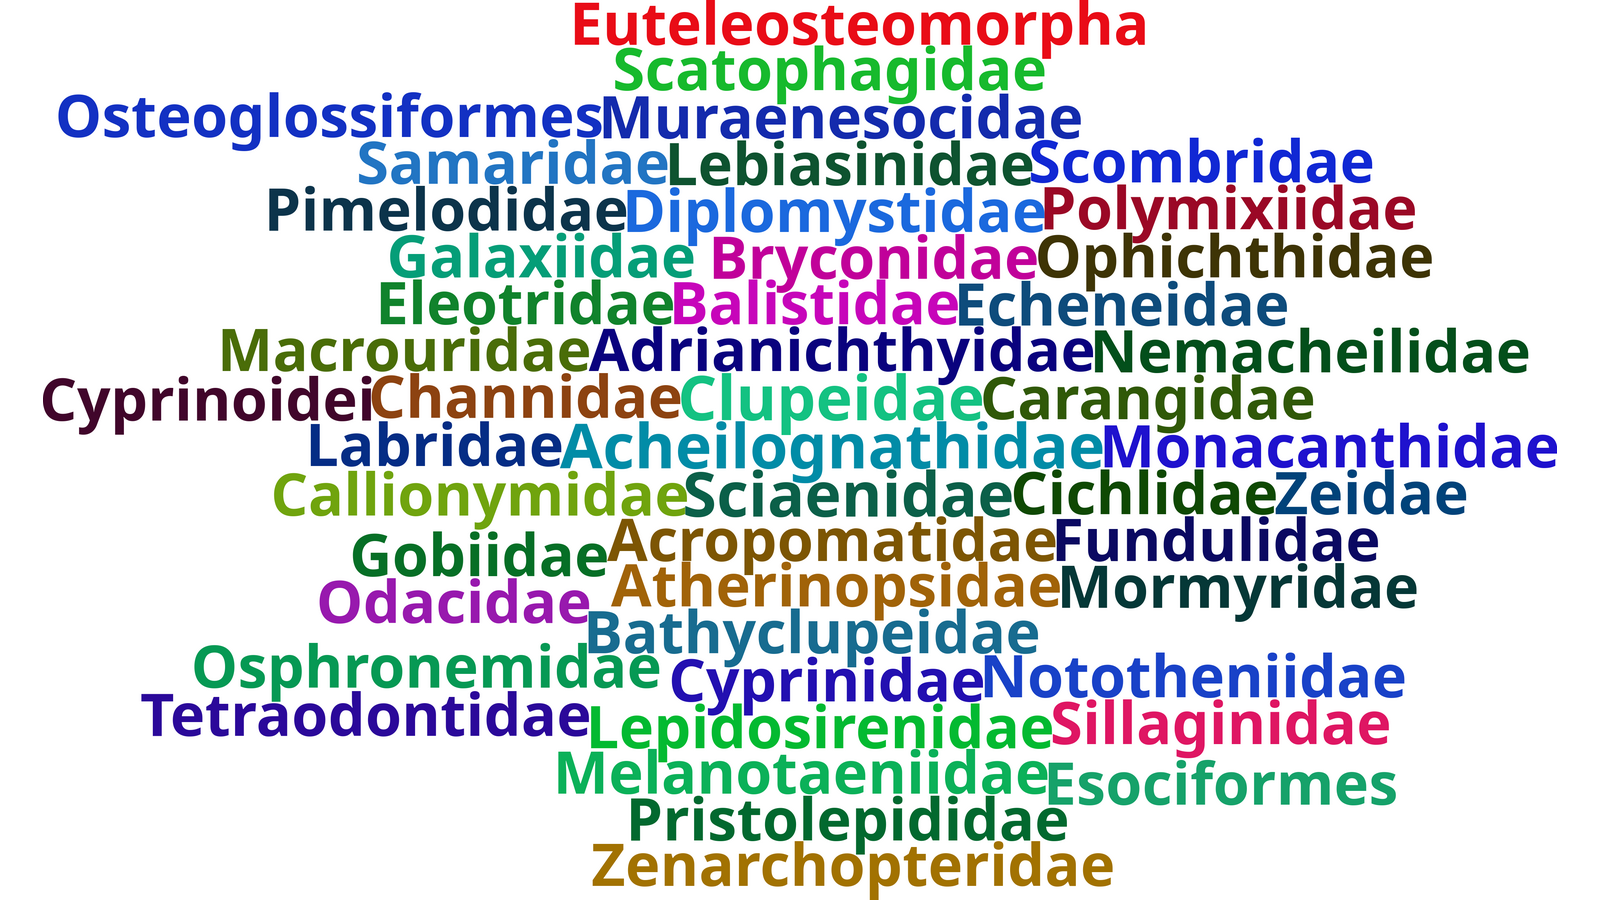 Euteleosteomorpha
Scatophagidae
Osteoglossiformes Muraenesocidae
Samaridae Lebiasinidae Scombridae
Pimelodidae Diplomystidae Polymixiidae
Galaxiidae Bryconidae Ophichthidae
Eleotridae Balistidae Echeneidae
Macrouridae Adrianichthyidae Nemacheilidae
Cyprinoidei Channidae Clupeidae Carangidae
Labridae Acheilognathidae Monacanthidae
Callionymidae Sciaenidae Cichlidae Zeidae
Gobiidae Acropomatidae Fundulidae
Odacidae Atherinopsidae Mormyridae
Bathyclupeidae
Osphronemidae Cyprinidae Nototheniidae
Tetraodontidae Lepidosirenidae Sillaginidae
Melanotaeniidae Esociformes
Pristolepididae
Zenarchopteridae